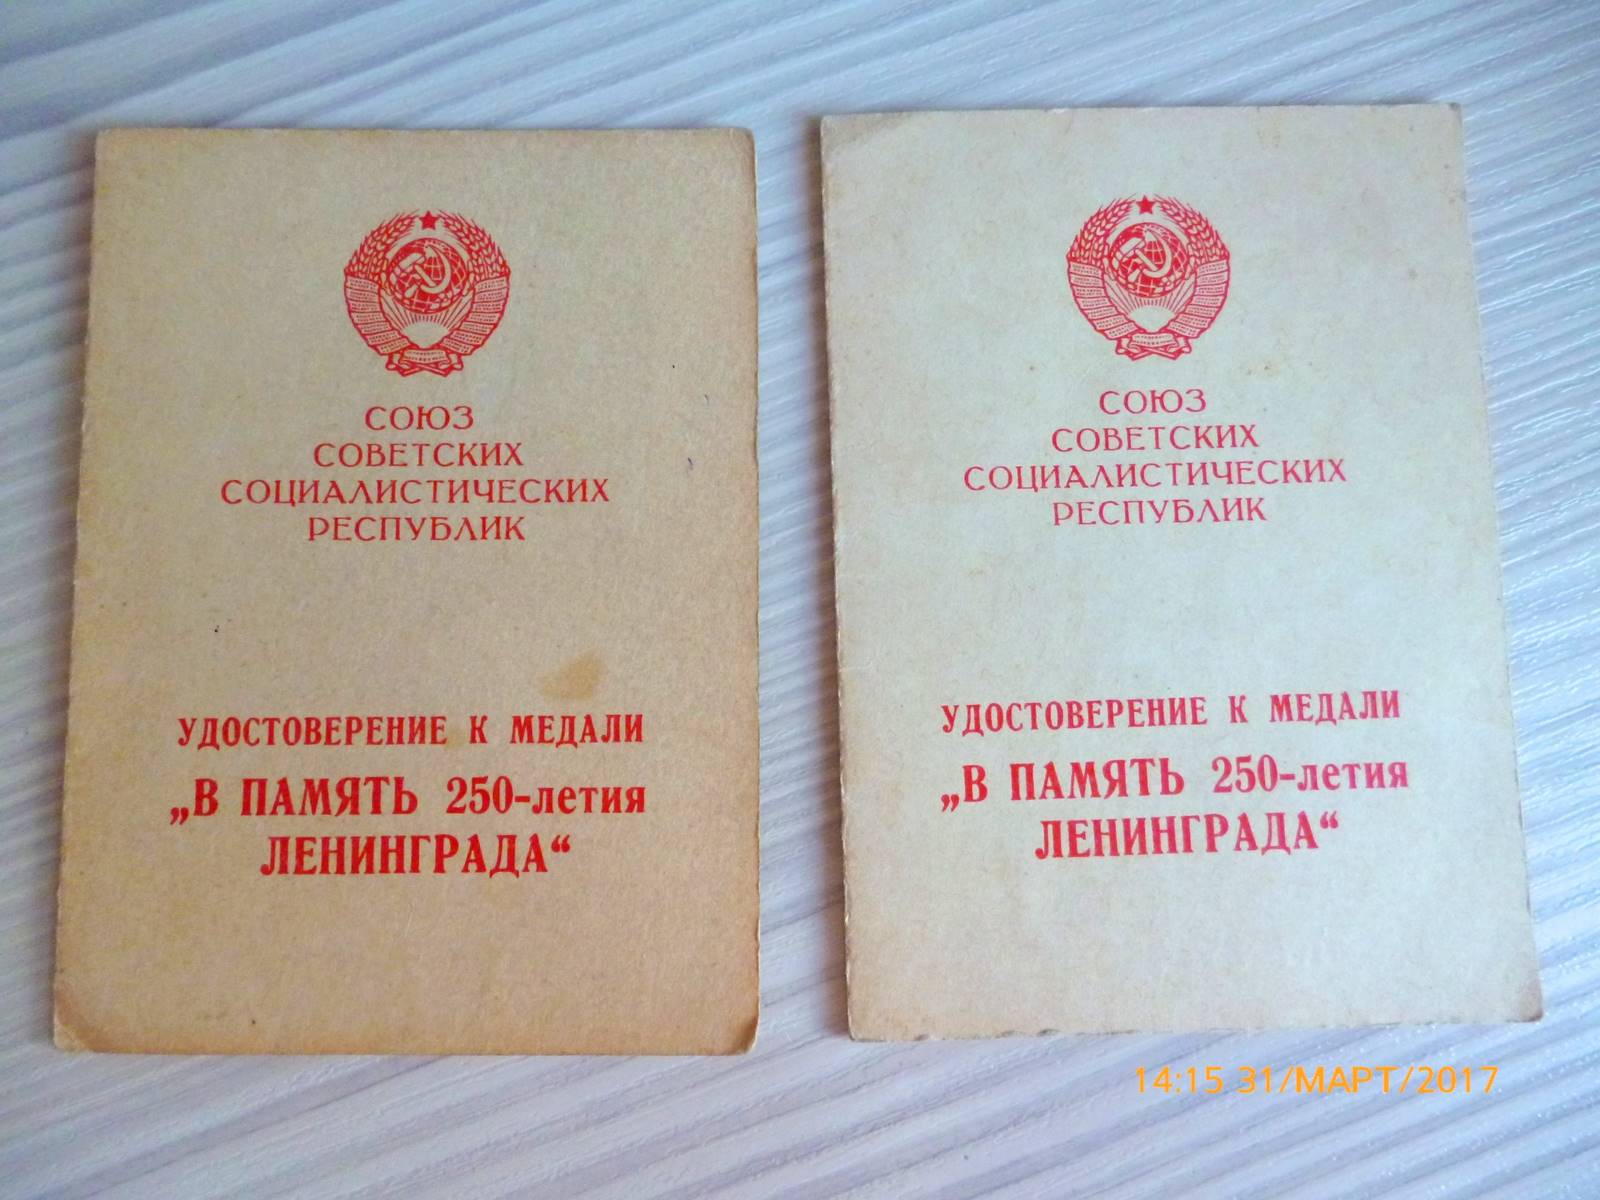 СОЮЗ
СОВЕТСКИХ
СОЦИАЛИСТИЧЕСКИХ
РЕСПУБЛИК
УДОСТОВЕРЕНИЕ К МЕДАЛИ
„В ПАМЯТЬ 250-летия
ЛЕНИНГРАДА“
СОЮЗ
СОВЕТСКИХ
СОЦИАЛИСТИЧЕСКИХ
РЕСПУБЛИК
УДОСТОВЕРЕНИЕ К МЕДАЛИ
„В ПАМЯТЬ 250-летия
ЛЕНИНГРАДА“
14:15 31/МАРТ/2017